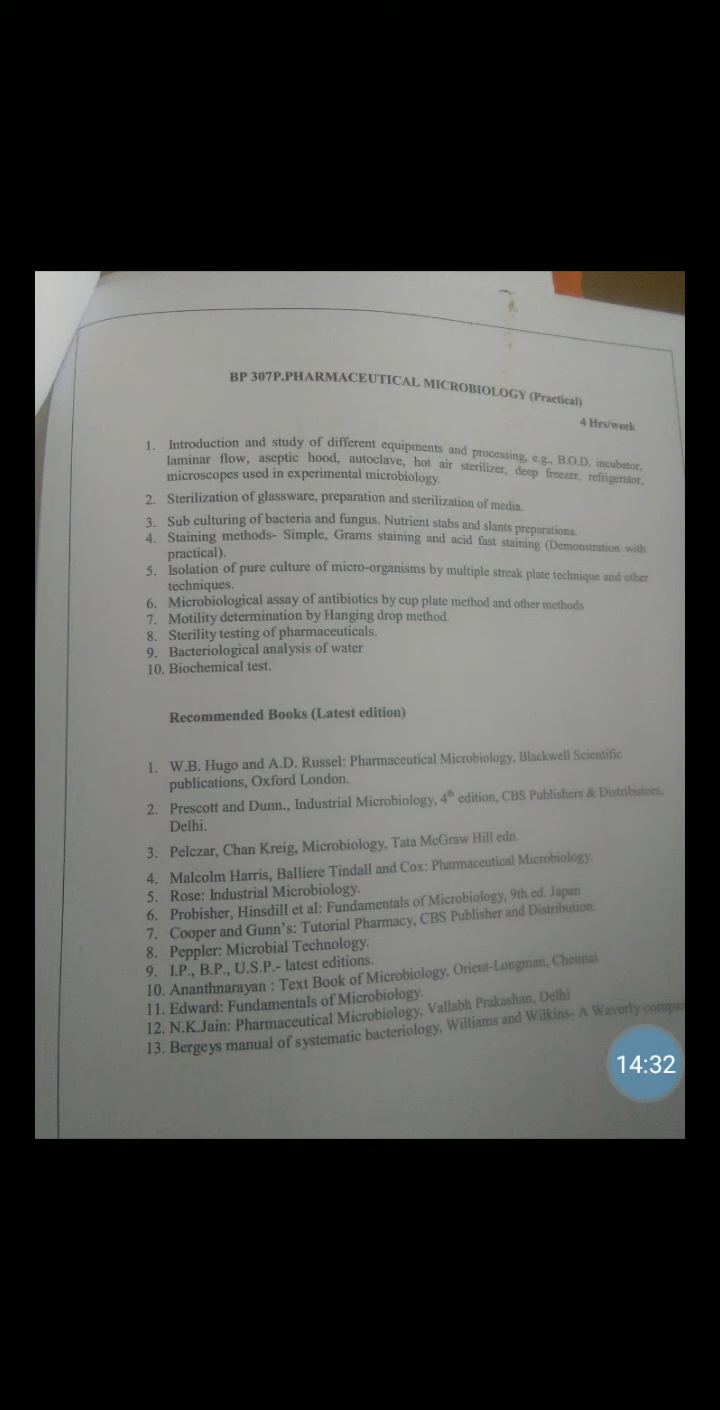 BP 307P.PHARMACEUTICAL MICROBIOLOGY (Practical)
4 Hrs/week
1. Introduction and study of different equipments and processing, e.g., B.O.D. incubator,
laminar flow, aseptic hood, autoclave, hot air sterilizer, deep freezer, refrigerator,
microscopes used in experimental microbiology.
2. Sterilization of glassware, preparation and sterilization of media.
3. Sub culturing of bacteria and fungus. Nutrient stabs and slants preparations.
4. Staining methods- Simple, Grams staining and acid fast staining (Demonstration with
practical).
5. Isolation of pure culture of micro-organisms by multiple streak plate technique and other
techniques.
6. Microbiological assay of antibiotics by cup plate method and other methods
7. Motility determination by Hanging drop method.
8. Sterility testing of pharmaceuticals.
9. Bacteriological analysis of water
10. Biochemical test.
Recommended Books (Latest edition)
1. W.B. Hugo and A.D. Russel: Pharmaceutical Microbiology, Blackwell Scientific
publications, Oxford London.
2. Prescott and Dunn., Industrial Microbiology, 4th edition, CBS Publishers & Distributors,
Delhi.
3. Pelczar, Chan Kreig, Microbiology, Tata McGraw Hill edn.
4. Malcolm Harris, Balliere Tindall and Cox: Pharmaceutical Microbiology.
5. Rose: Industrial Microbiology.
6. Probisher, Hinsdill et al: Fundamentals of Microbiology, 9th ed. Japan
7. Cooper and Gunn's: Tutorial Pharmacy, CBS Publisher and Distribution.
8. Peppler: Microbial Technology.
9. I.P., B.P., U.S.P.- latest editions.
10. Ananthnarayan : Text Book of Microbiology, Orient-Longman, Chennai
11. Edward: Fundamentals of Microbiology.
12. N.K.Jain: Pharmaceutical Microbiology, Vallabh Prakashan, Delhi
13. Bergeys manual of systematic bacteriology, Williams and Wilkins- A Waverly compan
14:32